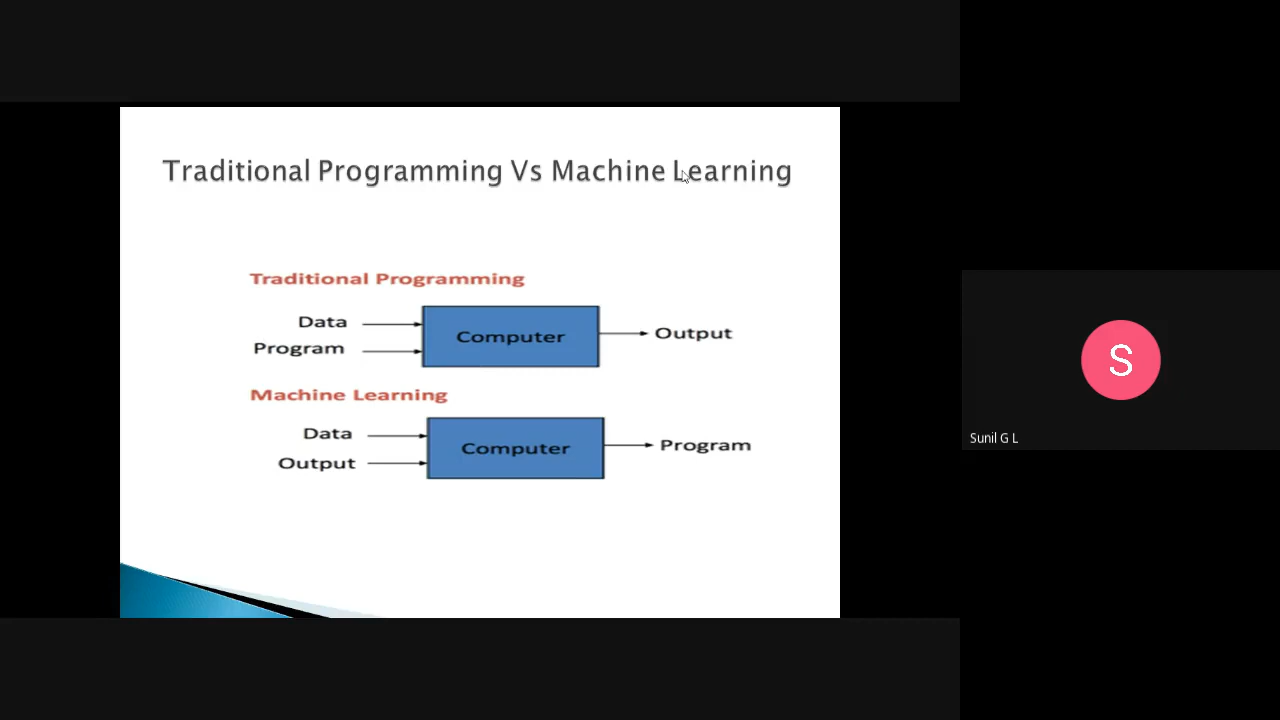 Traditional Programming Vs Machine Learning
Traditional Programming
Data
Program
Computer
Output
Machine Learning
Data
Output
Computer
Program
S
Sunil G L